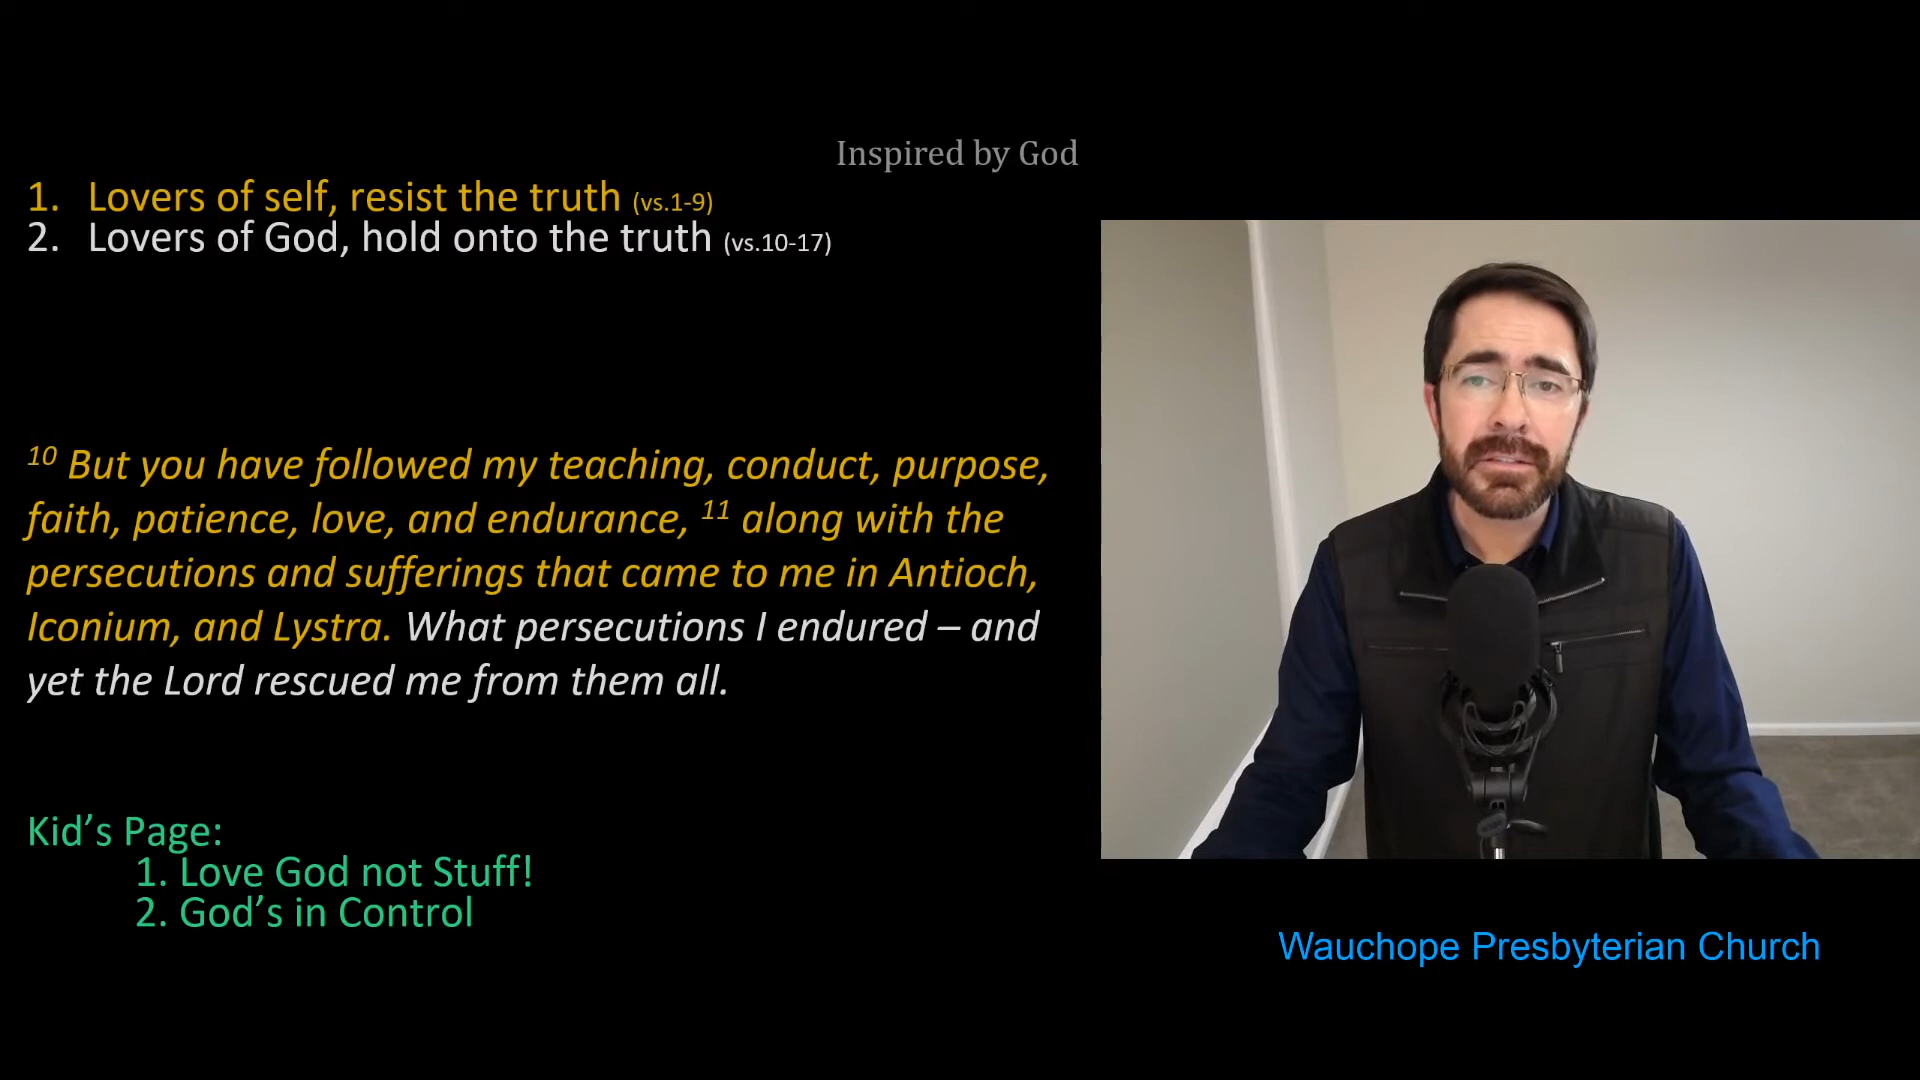 Inspired by God
1. Lovers of self, resist the truth (vs.1-9)
2. Lovers of God, hold onto the truth (vs.10-17)
10 But you have followed my teaching, conduct, purpose,
faith, patience, love, and endurance, 11 along with the
persecutions and sufferings that came to me in Antioch,
Iconium, and Lystra. What persecutions I endured – and
yet the Lord rescued me from them all.
Kid’s Page:
1. Love God not Stuff!
2. God’s in Control
Wauchope Presbyterian Church